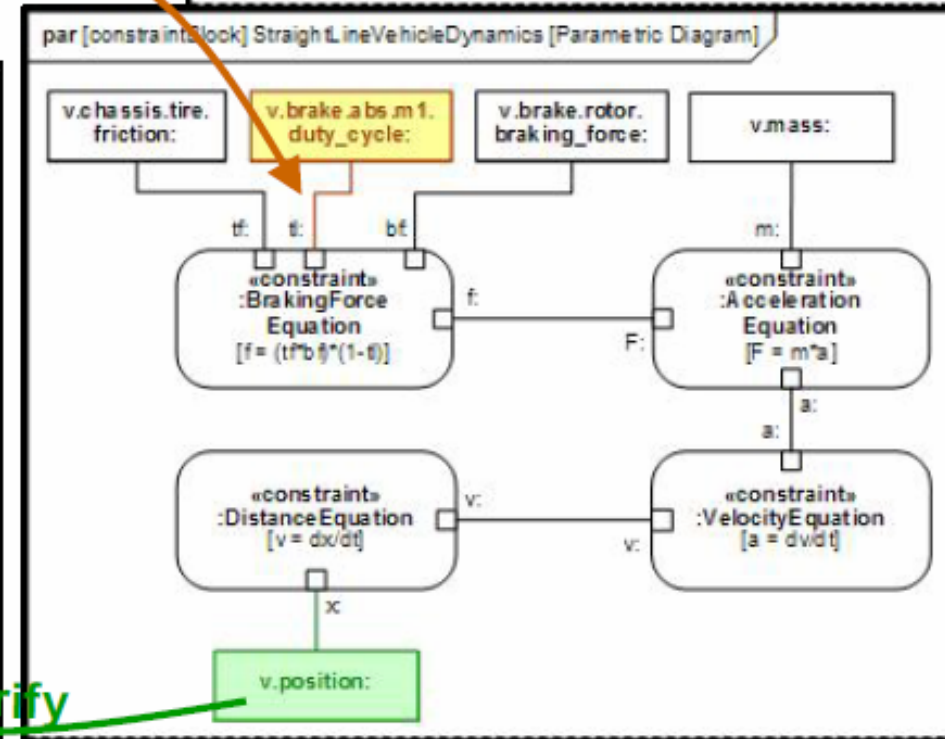 par [constraintBlock] StraightLineVehicleDynamics [Parametric Diagram]
v.chassis.tire.
friction:
v.brake.abs.m1.
duty_cycle:
v.brake.rotor.
braking_force:
v.mass:
tf:
tl:
bf:
m:
«constraint»
:BrakingForce
Equation
[f = (tf*bf)*(1-tl)]
f:
F:
«constraint»
:Acceleration
Equation
[F = m*a]
a:
a:
«constraint»
:DistanceEquation
[v = dx/dt]
v:
v:
«constraint»
:VelocityEquation
[a = dv/dt]
x:
v.position: